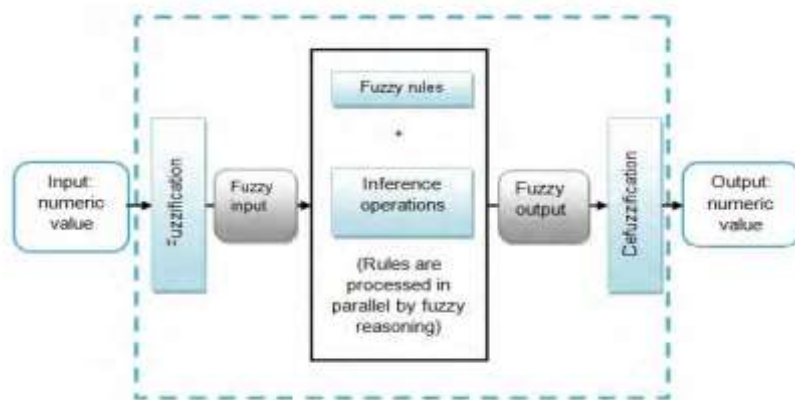 Input:
numeric
value
Fuzzification
Fuzzy
input
Fuzzy rules
+
Inference
operations
(Rules are
processed in
parallel by fuzzy
reasoning)
Fuzzy
output
Defuzzification
Output:
numeric
value